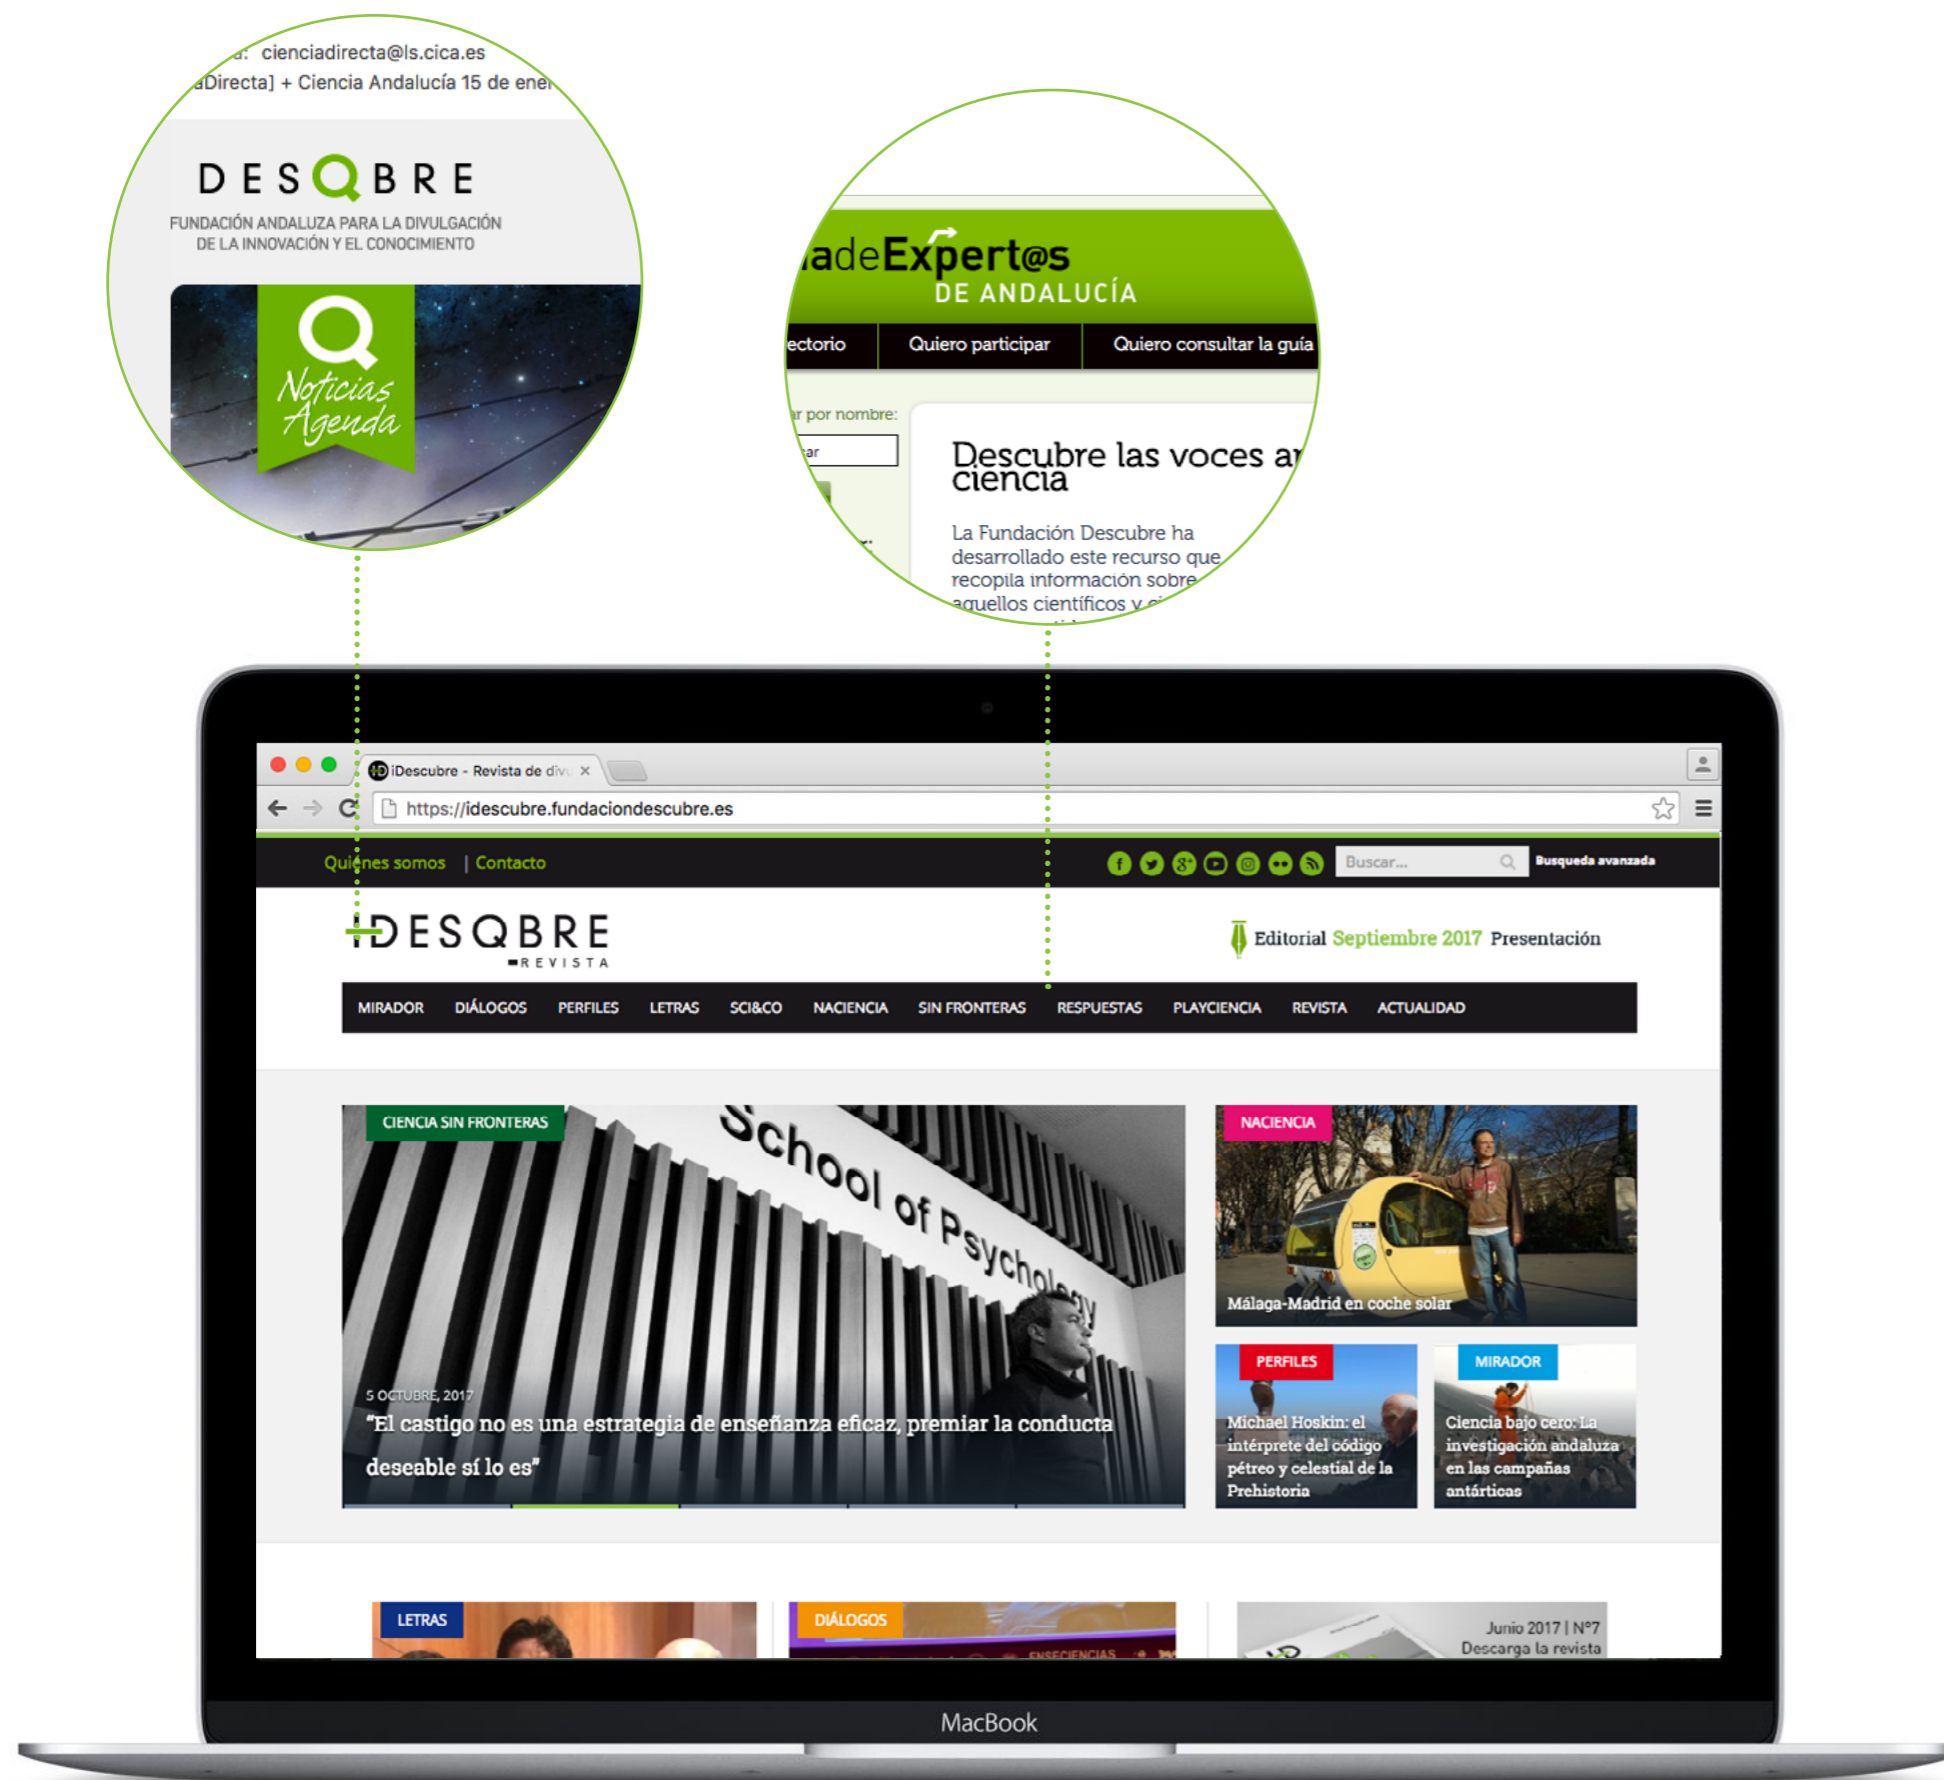 cienciadirecta@ls.cica.es
+ Ciencia Andalucía 15 de
DESQBRE
FUNDACIÓN ANDALUZA PARA LA DIVULGACIÓN
DE LA INNOVACIÓN Y EL CONOCIMIENTO
Noticias
Agenda
deExpert@s
DE ANDALUCÍA
Quiero participar
Quiero consultar la guía
por nombre:
Descubre las voces
ciencia
La Fundación Descubre ha
desarrollado este recurso que
recopila información sobre
aquellos científicos y
iDescubre - Revista de
https://idescubre.fundaciondescubre.es
Quiénes somos | Contacto
Buscar...
Busqueda avanzada
iDESQBRE
REVISTA
Editorial Septiembre 2017 Presentación
MIRADOR DIÁLOGOS PERFILES LETRAS SCI&CO NACIENCIA SIN FRONTERAS RESPUESTAS PLAYCIENCIA REVISTA ACTUALIDAD
CIENCIA SIN FRONTERAS
School of Psychology
5 OCTUBRE, 2017
“El castigo no es una estrategia de enseñanza eficaz, premiar la conducta
deseable sí lo es”
NACIENCIA
Málaga-Madrid en coche solar
PERFILES
Michael Hoskin: el
intérprete del código
pétreo y celestial de la
Prehistoria
MIRADOR
Ciencia bajo cero: La
investigación andaluza
en las campañas
antárticas
LETRAS
DIÁLOGOS
ENSECIENCIAS
Junio 2017 | Nº7
Descarga la revista
MacBook